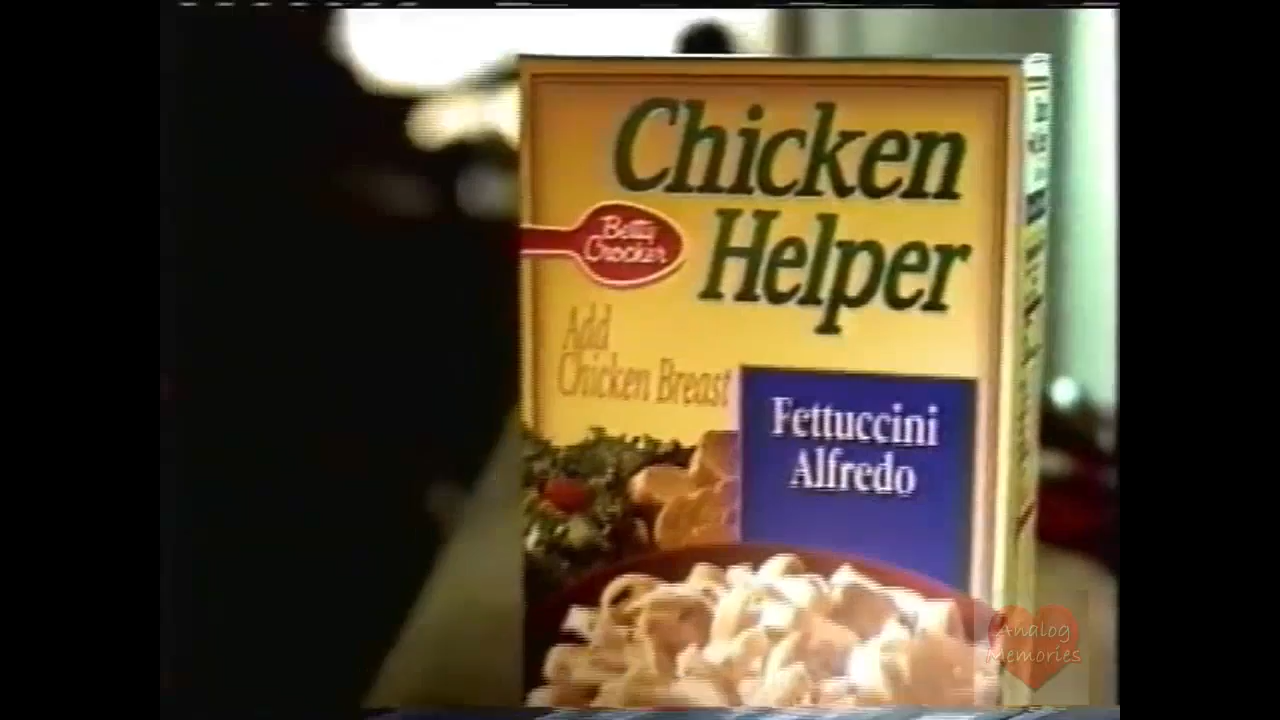 Chicken
Helper
Betty
Crocker
Add
Chicken Breast
Fettuccini
Alfredo
Analog
Memories